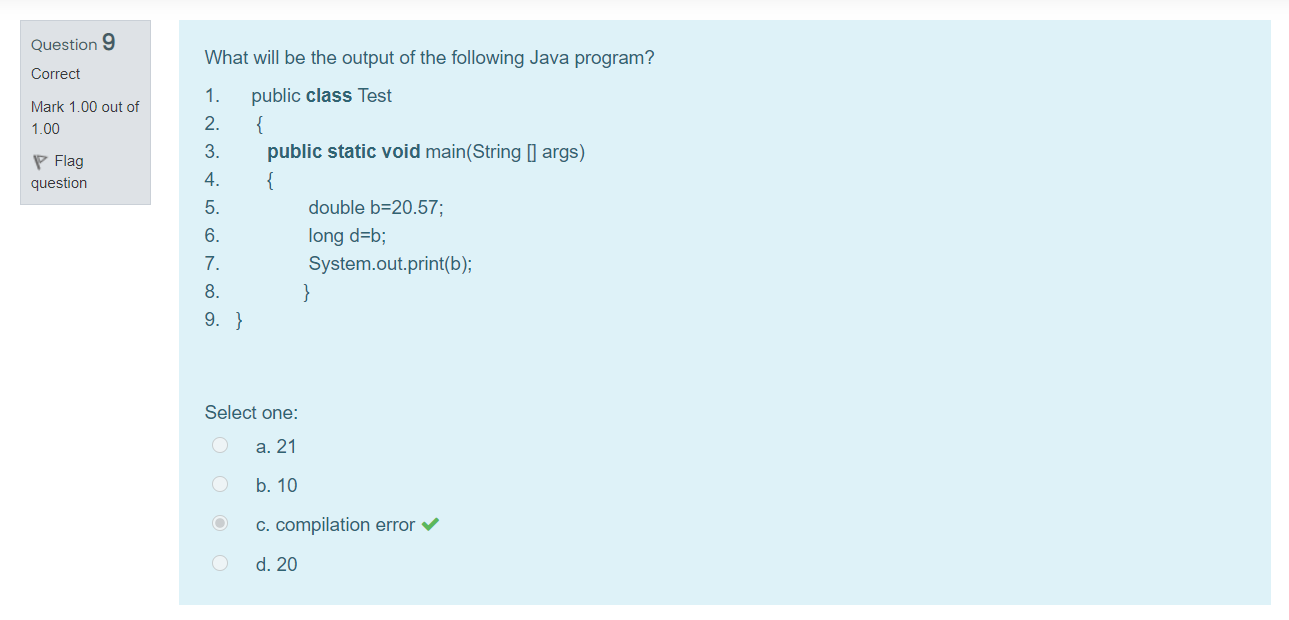 Question 9
Correct
Mark 1.00 out of
1.00
Flag
question
What will be the output of the following Java program?
1. public class Test
2. {
3. public static void main(String [] args)
4. {
5. double b=20.57;
6. long d=b;
7. System.out.print(b);
8. }
9. }
Select one:
a. 21
b. 10
c. compilation error
d. 20